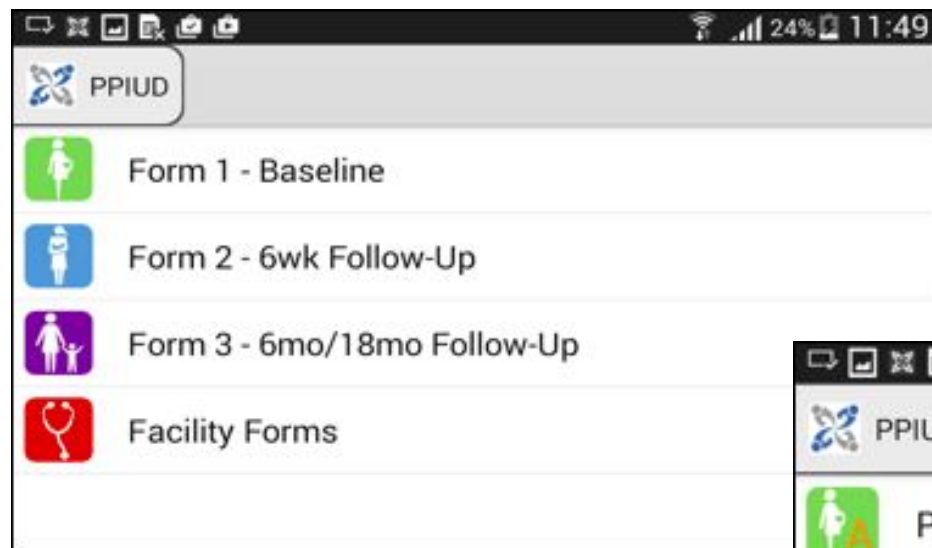 24% 11:49
PPIUD
Form 1 - Baseline
Form 2 - 6wk Follow-Up
Form 3 - 6mo/18mo Follow-Up
Facility Forms
A